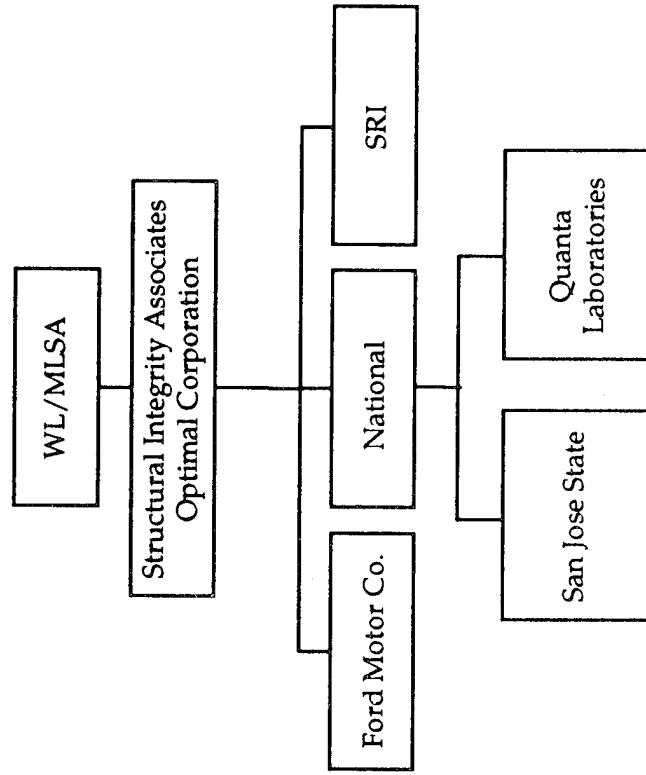 WL/MLSA
Structural Integrity Associates
Optimal Corporation
Ford Motor Co.
National
SRI
San Jose State
Quanta
Laboratories